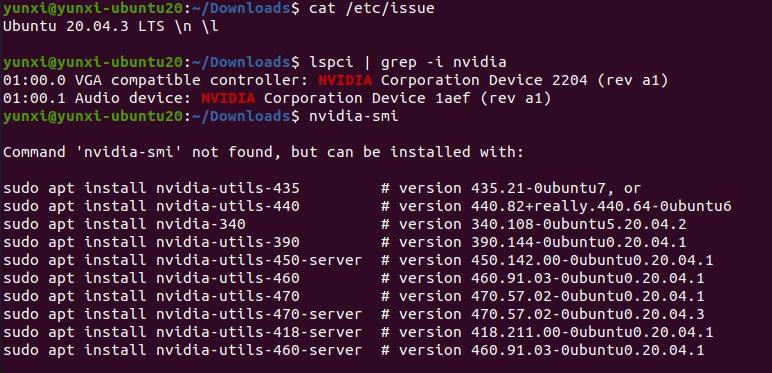 yunxi@yunxi-ubuntu20:~/Downloads$ cat /etc/issue
Ubuntu 20.04.3 LTS \n \l
yunxi@yunxi-ubuntu20:~/Downloads$ lspci | grep -i nvidia
01:00.0 VGA compatible controller: NVIDIA Corporation Device 2204 (rev a1)
01:00.1 Audio device: NVIDIA Corporation Device 1aef (rev a1)
yunxi@yunxi-ubuntu20:~/Downloads$ nvidia-smi
Command 'nvidia-smi' not found, but can be installed with:
sudo apt install nvidia-utils-435         # version 435.21-0ubuntu7, or
sudo apt install nvidia-utils-440         # version 440.82+really.440.64-0ubuntu6
sudo apt install nvidia-340               # version 340.108-0ubuntu5.20.04.2
sudo apt install nvidia-utils-390         # version 390.144-0ubuntu0.20.04.1
sudo apt install nvidia-utils-450-server  # version 450.142.00-0ubuntu0.20.04.1
sudo apt install nvidia-utils-460         # version 460.91.03-0ubuntu0.20.04.1
sudo apt install nvidia-utils-470         # version 470.57.02-0ubuntu0.20.04.1
sudo apt install nvidia-utils-470-server  # version 470.57.02-0ubuntu0.20.04.3
sudo apt install nvidia-utils-418-server  # version 418.211.00-0ubuntu0.20.04.1
sudo apt install nvidia-utils-460-server  # version 460.91.03-0ubuntu0.20.04.1